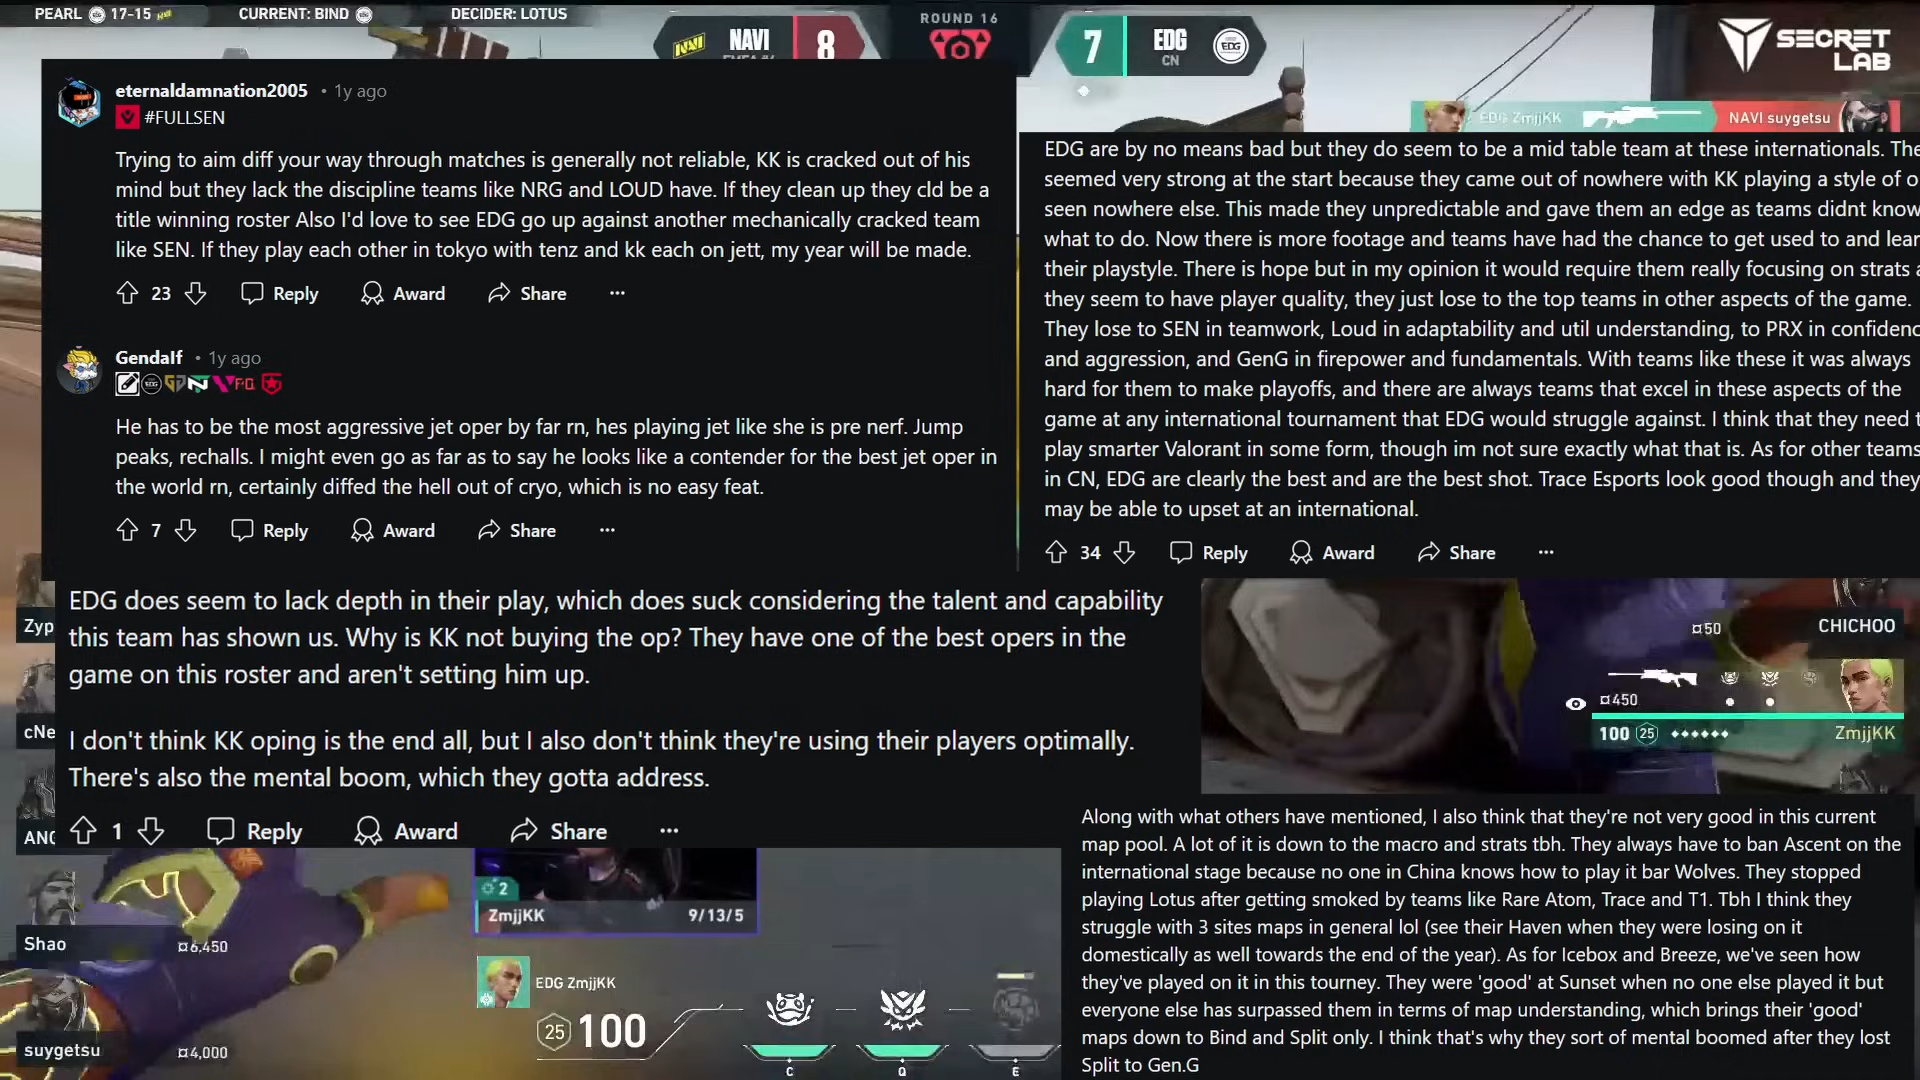 PEARL 17-15 CURRENT: BIND DECIDER: LOTUS
NAVI 8
ROUND 16
7 EDG
CN
EDG
SECRET
LAB
EDG ZmjjKK NAVI suygetsu
eternaldamnation2005 • 1y ago
#FULLSEN
Trying to aim diff your way through matches is generally not reliable, KK is cracked out of his
mind but they lack the discipline teams like NRG and LOUD have. If they clean up they cld be a
title winning roster Also I'd love to see EDG go up against another mechanically cracked team
like SEN. If they play each other in tokyo with tenz and kk each on jett, my year will be made.
23 Reply Award Share ...
Gendalf • 1y ago
He has to be the most aggressive jet oper by far rn, hes playing jet like she is pre nerf. Jump
peaks, rechalls. I might even go as far as to say he looks like a contender for the best jet oper in
the world rn, certainly diffed the hell out of cryo, which is no easy feat.
7 Reply Award Share ...
EDG are by no means bad but they do seem to be a mid table team at these internationals. The
seemed very strong at the start because they came out of nowhere with KK playing a style of o
seen nowhere else. This made they unpredictable and gave them an edge as teams didnt know
what to do. Now there is more footage and teams have had the chance to get used to and lear
their playstyle. There is hope but in my opinion it would require them really focusing on strats a
they seem to have player quality, they just lose to the top teams in other aspects of the game.
They lose to SEN in teamwork, Loud in adaptability and util understanding, to PRX in confidenc
and aggression, and GenG in firepower and fundamentals. With teams like these it was always
hard for them to make playoffs, and there are always teams that excel in these aspects of the
game at any international tournament that EDG would struggle against. I think that they need t
play smarter Valorant in some form, though im not sure exactly what that is. As for other teams
in CN, EDG are clearly the best and are the best shot. Trace Esports look good though and they
may be able to upset at an international.
34 Reply Award Share ...
EDG does seem to lack depth in their play, which does suck considering the talent and capability
this team has shown us. Why is KK not buying the op? They have one of the best opers in the
game on this roster and aren't setting him up.
I don't think KK oping is the end all, but I also don't think they're using their players optimally.
There's also the mental boom, which they gotta address.
1 Reply Award Share ...
50 CHICHOO
450
100 25 ZmjjKK
Along with what others have mentioned, I also think that they're not very good in this current
map pool. A lot of it is down to the macro and strats tbh. They always have to ban Ascent on the
international stage because no one in China knows how to play it bar Wolves. They stopped
playing Lotus after getting smoked by teams like Rare Atom, Trace and T1. Tbh I think they
struggle with 3 sites maps in general lol (see their Haven when they were losing on it
domestically as well towards the end of the year). As for Icebox and Breeze, we've seen how
they've played on it in this tourney. They were 'good' at Sunset when no one else played it but
everyone else has surpassed them in terms of map understanding, which brings their 'good'
maps down to Bind and Split only. I think that's why they sort of mental boomed after they lost
Split to Gen.G
Zyp
cNe
ANG
Shao 6,450
suygetsu 4,000
2
ZmjjKK 9/13/5
EDG ZmjjKK
25 100
C Q E